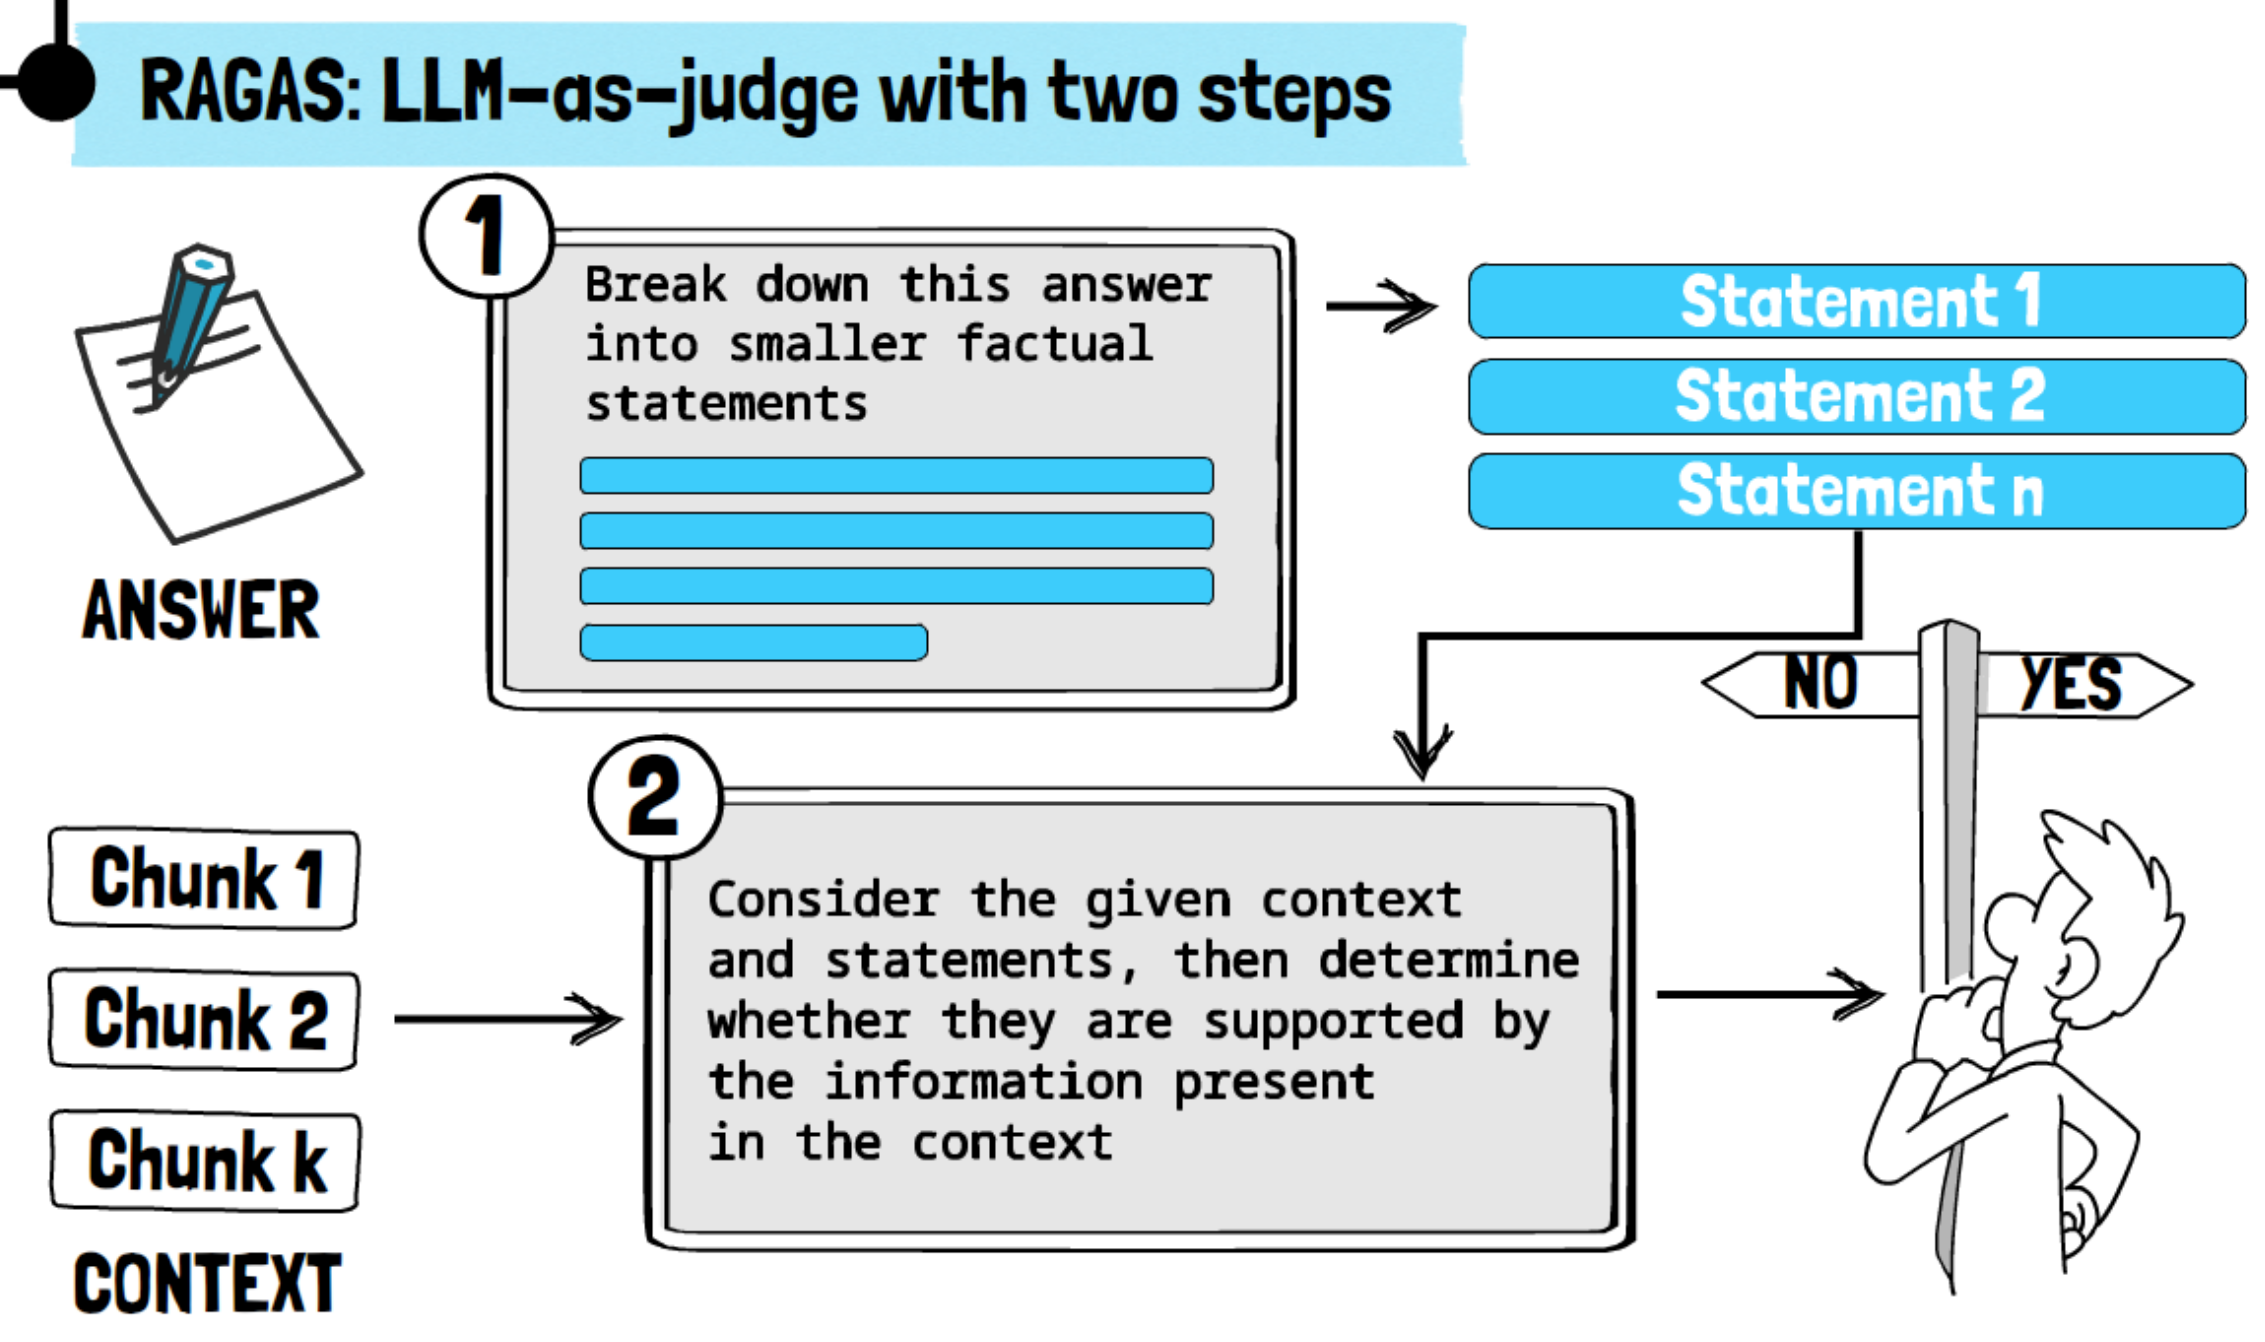 RAGAS: LLM-as-judge with two steps
1
Break down this answer
into smaller factual
statements
Statement 1
Statement 2
Statement n
ANSWER
NO
YES
2
Consider the given context
and statements, then determine
whether they are supported by
the information present
in the context
Chunk 1
Chunk 2
Chunk k
CONTEXT